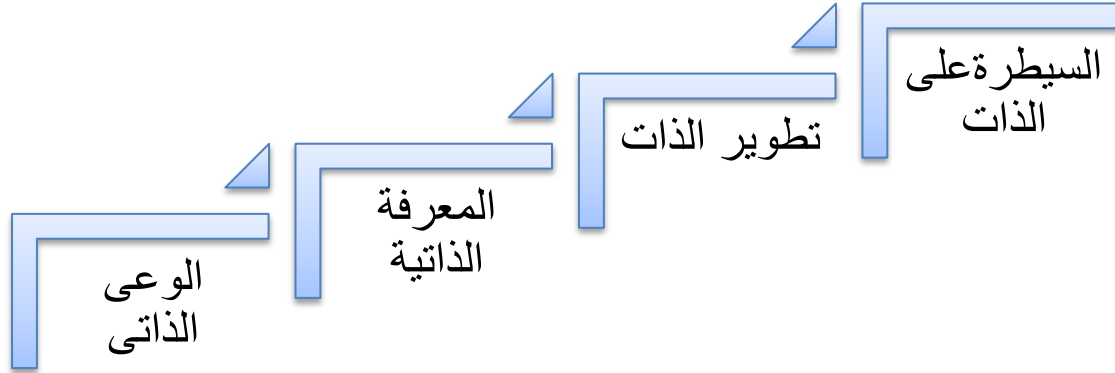 الوعى
الذاتى
المعرفة
الذاتية
تطوير الذات
السيطرةعلى
الذات